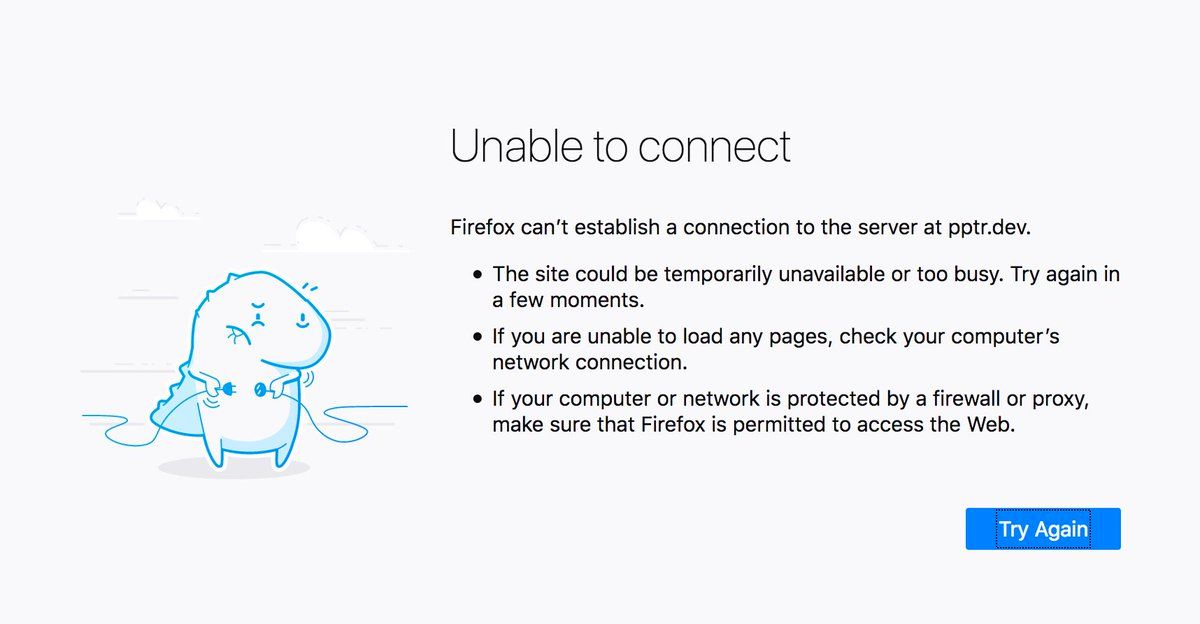 Unable to connect
Firefox can’t establish a connection to the server at pptr.dev.
• The site could be temporarily unavailable or too busy. Try again in
a few moments.
• If you are unable to load any pages, check your computer’s
network connection.
• If your computer or network is protected by a firewall or proxy,
make sure that Firefox is permitted to access the Web.
Try Again